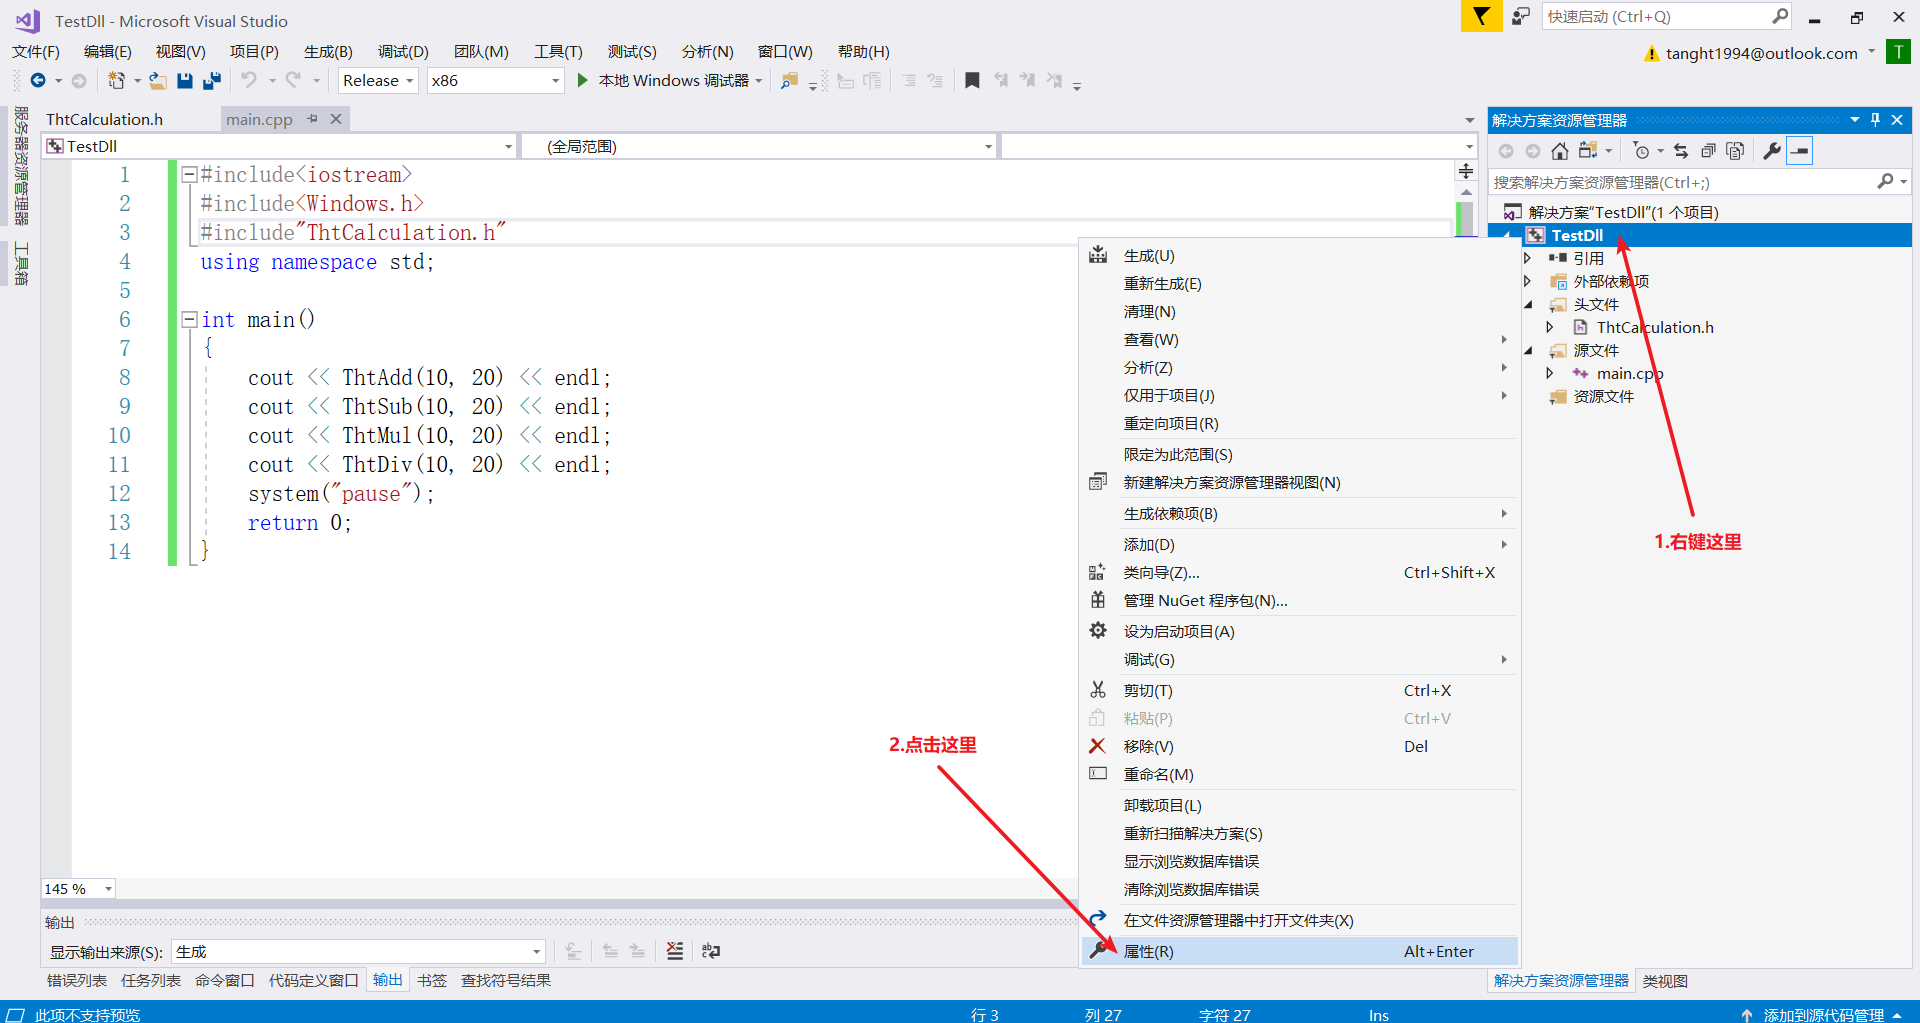 TestDll - Microsoft Visual Studio
快速启动 (Ctrl+Q)
文件(F) 编辑(E) 视图(V) 项目(P) 生成(B) 调试(D) 团队(M) 工具(T) 测试(S) 分析(N) 窗口(W) 帮助(H)
tanght1994@outlook.com T
Release x86 本地 Windows 调试器
服务器资源管理器
工具箱
ThtCalculation.h main.cpp
TestDll (全局范围)
1 #include<iostream>
2 #include<Windows.h>
3 #include"ThtCalculation.h"
4 using namespace std;
5
6 int main()
7 {
8 cout << ThtAdd(10, 20) << endl;
9 cout << ThtSub(10, 20) << endl;
10 cout << ThtMul(10, 20) << endl;
11 cout << ThtDiv(10, 20) << endl;
12 system("pause");
13 return 0;
14 }
145 %
输出
显示输出来源(S): 生成
错误列表 任务列表 命令窗口 代码定义窗口 输出 书签 查找符号结果
生成(U)
重新生成(E)
清理(N)
查看(W)
分析(Z)
仅用于项目(J)
重定向项目(R)
限定为此范围(S)
新建解决方案资源管理器视图(N)
生成依赖项(B)
添加(D)
类向导(Z)... Ctrl+Shift+X
管理 NuGet 程序包(N)...
设为启动项目(A)
调试(G)
剪切(T) Ctrl+X
粘贴(P) Ctrl+V
移除(V) Del
重命名(M)
卸载项目(L)
重新扫描解决方案(S)
显示浏览数据库错误
清除浏览数据库错误
在文件资源管理器中打开文件夹(X)
属性(R) Alt+Enter
2.点击这里
解决方案资源管理器
搜索解决方案资源管理器(Ctrl+;)
解决方案"TestDll"(1 个项目)
TestDll
引用
外部依赖项
头文件
ThtCalculation.h
源文件
main.cpp
资源文件
1.右键这里
解决方案资源管理器 类视图
此项不支持预览 行 3 列 27 字符 27 Ins 添加到源代码管理